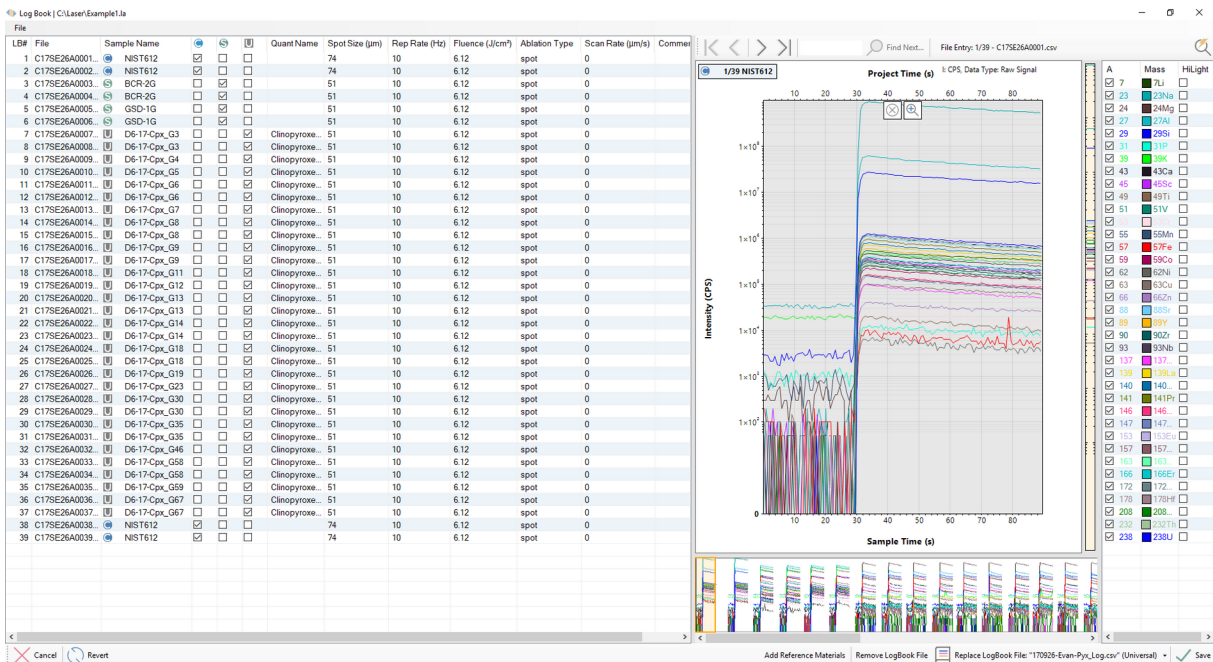 Log Book | C:\Laser\Example1.la
File
LB# File Sample Name Quant Name Spot Size (µm) Rep Rate (Hz) Fluence (J/cm²) Ablation Type Scan Rate (µm/s) Commer
1 C17SE26A0001... NIST612 74 10 6.12 spot 0
2 C17SE26A0002... NIST612 74 10 6.12 spot 0
3 C17SE26A0003... BCR-2G 51 10 6.12 spot 0
4 C17SE26A0004... BCR-2G 51 10 6.12 spot 0
5 C17SE26A0005... GSD-1G 51 10 6.12 spot 0
6 C17SE26A0006... GSD-1G 51 10 6.12 spot 0
7 C17SE26A0007... D6-17-Cpx_G3 Clinopyroxe... 51 10 6.12 spot 0
8 C17SE26A0008... D6-17-Cpx_G3 Clinopyroxe... 51 10 6.12 spot 0
9 C17SE26A0009... D6-17-Cpx_G4 Clinopyroxe... 51 10 6.12 spot 0
10 C17SE26A0010... D6-17-Cpx_G5 Clinopyroxe... 51 10 6.12 spot 0
11 C17SE26A0011... D6-17-Cpx_G6 Clinopyroxe... 51 10 6.12 spot 0
12 C17SE26A0012... D6-17-Cpx_G6 Clinopyroxe... 51 10 6.12 spot 0
13 C17SE26A0013... D6-17-Cpx_G7 Clinopyroxe... 51 10 6.12 spot 0
14 C17SE26A0014... D6-17-Cpx_G8 Clinopyroxe... 51 10 6.12 spot 0
15 C17SE26A0015... D6-17-Cpx_G8 Clinopyroxe... 51 10 6.12 spot 0
16 C17SE26A0016... D6-17-Cpx_G9 Clinopyroxe... 51 10 6.12 spot 0
17 C17SE26A0017... D6-17-Cpx_G9 Clinopyroxe... 51 10 6.12 spot 0
18 C17SE26A0018... D6-17-Cpx_G11 Clinopyroxe... 51 10 6.12 spot 0
19 C17SE26A0019... D6-17-Cpx_G12 Clinopyroxe... 51 10 6.12 spot 0
20 C17SE26A0020... D6-17-Cpx_G13 Clinopyroxe... 51 10 6.12 spot 0
21 C17SE26A0021... D6-17-Cpx_G13 Clinopyroxe... 51 10 6.12 spot 0
22 C17SE26A0022... D6-17-Cpx_G14 Clinopyroxe... 51 10 6.12 spot 0
23 C17SE26A0023... D6-17-Cpx_G14 Clinopyroxe... 51 10 6.12 spot 0
24 C17SE26A0024... D6-17-Cpx_G18 Clinopyroxe... 51 10 6.12 spot 0
25 C17SE26A0025... D6-17-Cpx_G18 Clinopyroxe... 51 10 6.12 spot 0
26 C17SE26A0026... D6-17-Cpx_G19 Clinopyroxe... 51 10 6.12 spot 0
27 C17SE26A0027... D6-17-Cpx_G23 Clinopyroxe... 51 10 6.12 spot 0
28 C17SE26A0028... D6-17-Cpx_G30 Clinopyroxe... 51 10 6.12 spot 0
29 C17SE26A0029... D6-17-Cpx_G30 Clinopyroxe... 51 10 6.12 spot 0
30 C17SE26A0030... D6-17-Cpx_G35 Clinopyroxe... 51 10 6.12 spot 0
31 C17SE26A0031... D6-17-Cpx_G35 Clinopyroxe... 51 10 6.12 spot 0
32 C17SE26A0032... D6-17-Cpx_G46 Clinopyroxe... 51 10 6.12 spot 0
33 C17SE26A0033... D6-17-Cpx_G58 Clinopyroxe... 51 10 6.12 spot 0
34 C17SE26A0034... D6-17-Cpx_G58 Clinopyroxe... 51 10 6.12 spot 0
35 C17SE26A0035... D6-17-Cpx_G59 Clinopyroxe... 51 10 6.12 spot 0
36 C17SE26A0036... D6-17-Cpx_G67 Clinopyroxe... 51 10 6.12 spot 0
37 C17SE26A0037... D6-17-Cpx_G67 Clinopyroxe... 51 10 6.12 spot 0
38 C17SE26A0038... NIST612 74 10 6.12 spot 0
39 C17SE26A0039... NIST612 74 10 6.12 spot 0
Find Next... File Entry: 1/39 - C17SE26A0001.csv
1/39 NIST612 Project Time (s) I: CPS, Data Type: Raw Signal
10 20 30 40 50 60 70 80
Intensity (CPS)
1×10⁸
1×10⁷
1×10⁶
1×10⁵
1×10⁴
1×10³
1×10²
0
10 20 30 40 50 60 70 80
Sample Time (s)
A Mass HiLight
7 7Li
23 23Na
24 24Mg
27 27Al
29 29Si
31 31P
39 39K
43 43Ca
45 45Sc
49 49Ti
51 51V
55 55Mn
57 57Fe
59 59Co
62 62Ni
63 63Cu
66 66Zn
88 88Sr
89 89Y
90 90Zr
93 93Nb
137 137...
139 139La
140 140...
141 141Pr
146 146...
147 147...
153 153Eu
157 157...
163 163...
166 166Er
172 172...
178 178Hf
208 208...
232 232Th
238 238U
Cancel Revert Add Reference Materials Remove LogBook File Replace LogBook File: "170926-Evan-Pyx_Log.csv" (Universal) Save